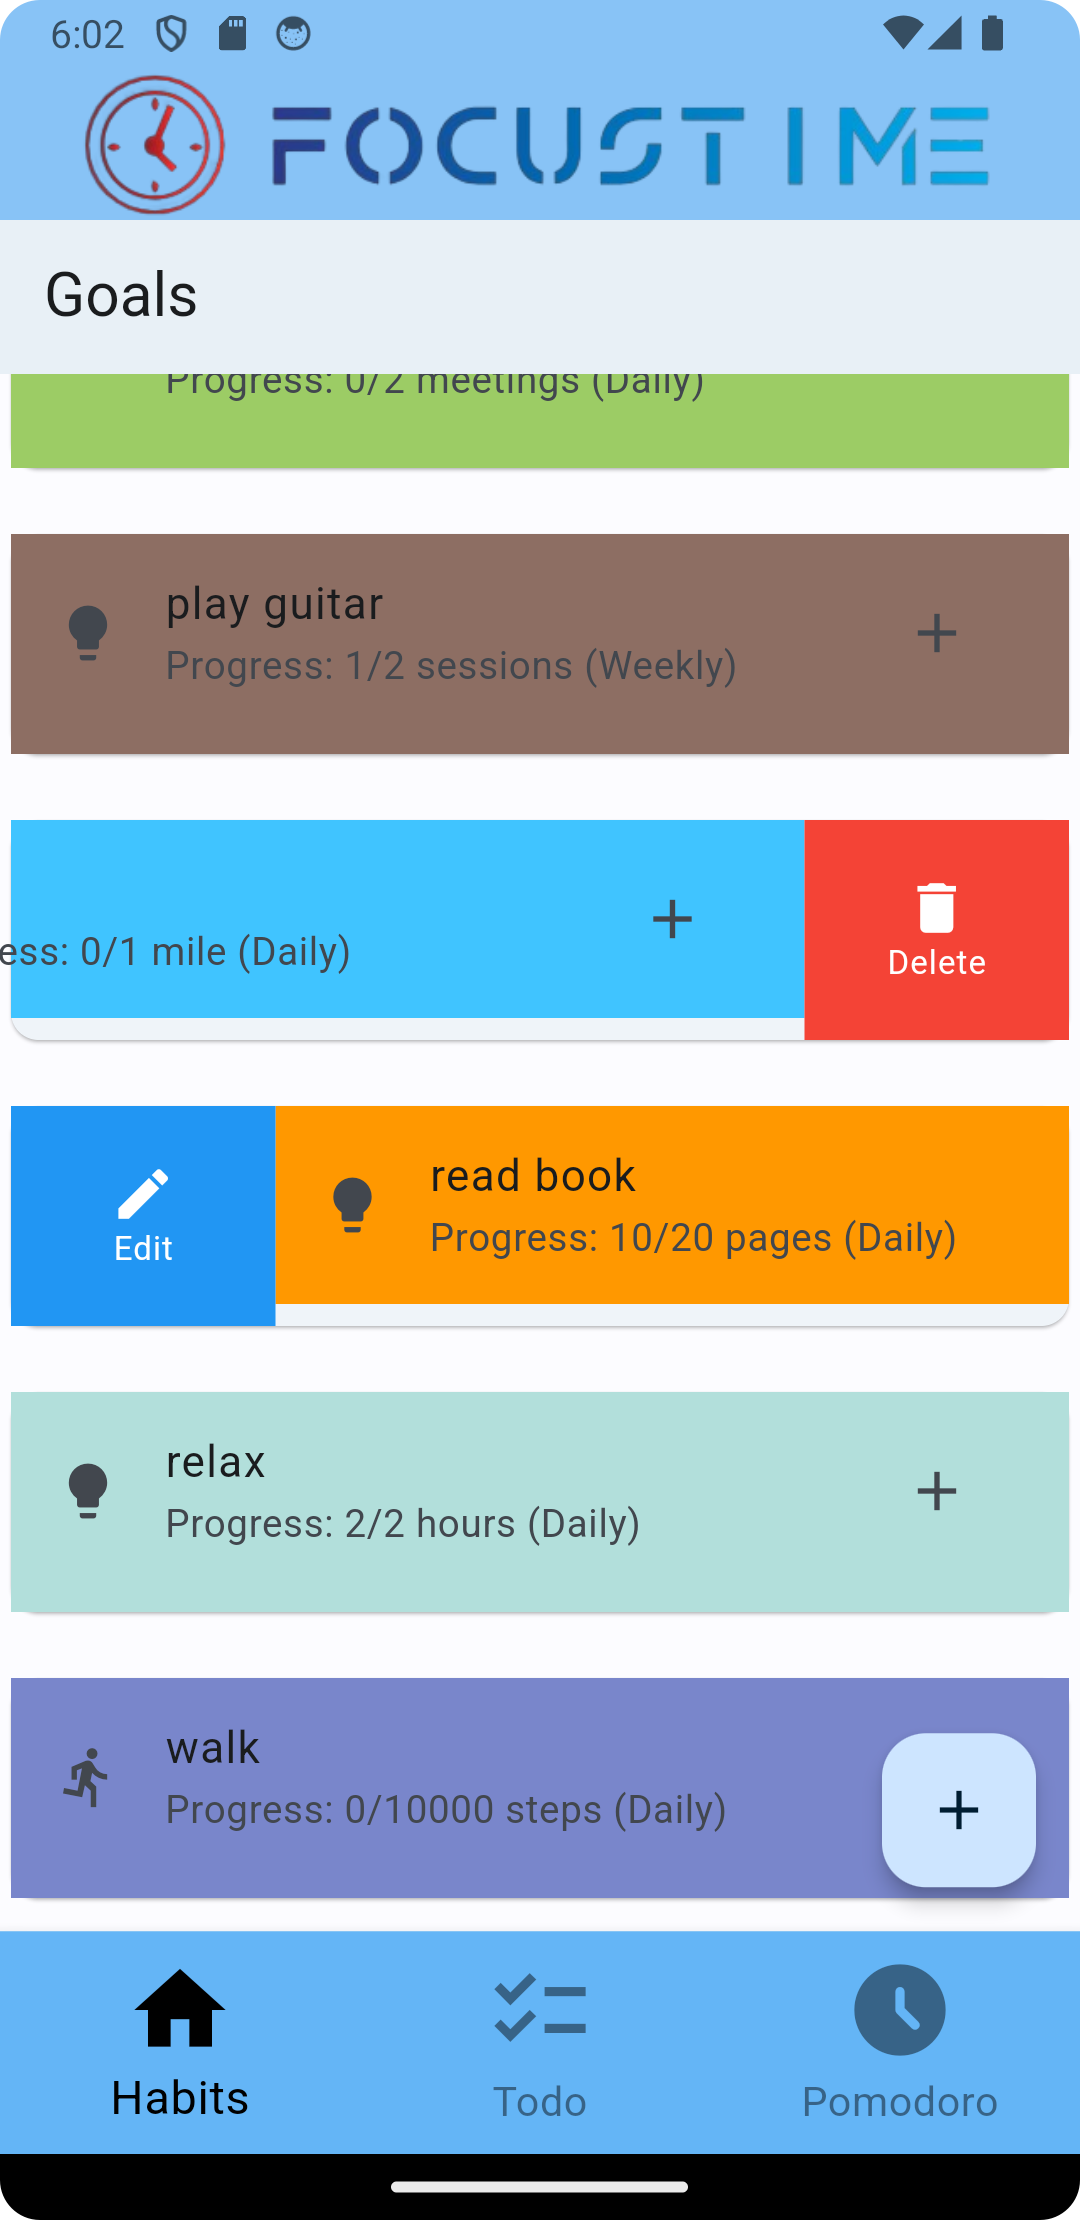 6:02
FOCUSTIME
Goals
Progress: 0/2 meetings (Daily)
play guitar
Progress: 1/2 sessions (Weekly)
ess: 0/1 mile (Daily)
Delete
Edit
read book
Progress: 10/20 pages (Daily)
relax
Progress: 2/2 hours (Daily)
walk
Progress: 0/10000 steps (Daily)
Habits
Todo
Pomodoro